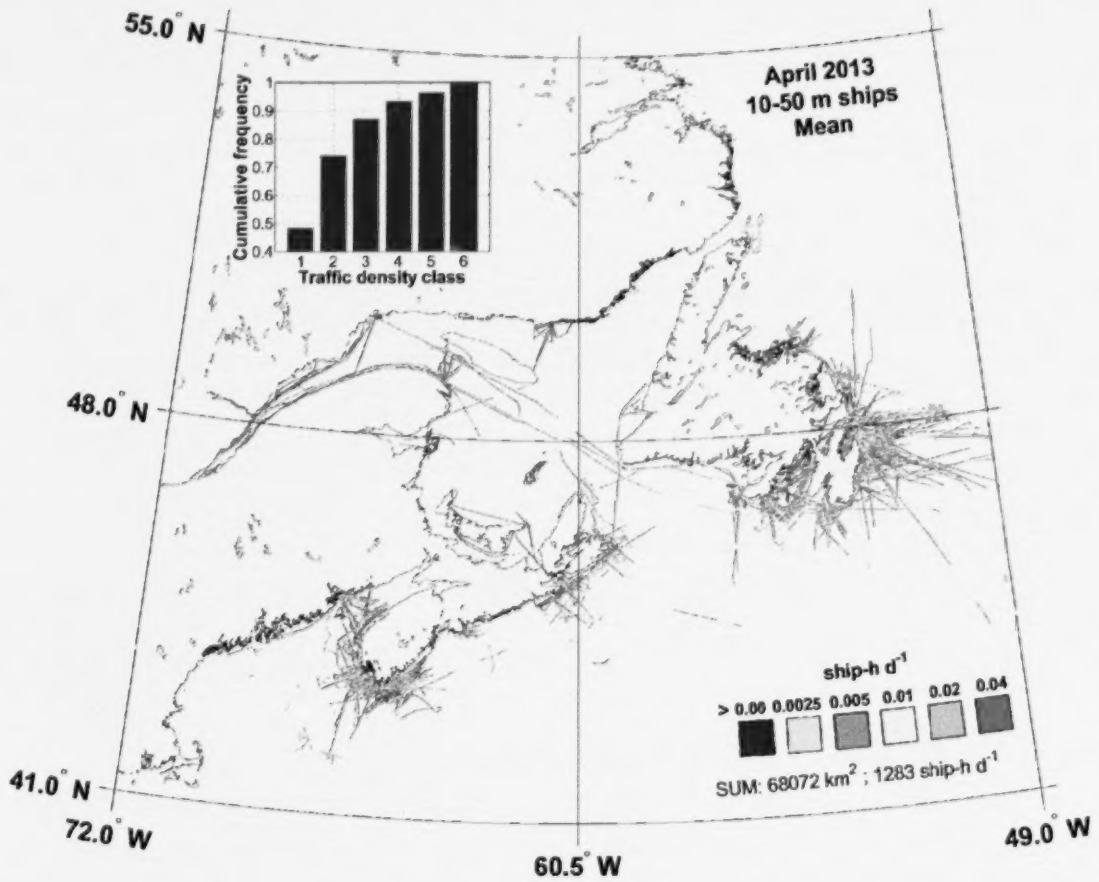 55.0° N
April 2013
10-50 m ships
Mean
Cumulative frequency
1
0.9
0.8
0.7
0.6
0.5
0.4
1 2 3 4 5 6
Traffic density class
48.0° N
ship-h d-1
> 0.00 0.0025 0.005 0.01 0.02 0.04
SUM: 68072 km2 ; 1283 ship-h d-1
41.0° N
72.0° W
60.5° W
49.0° W